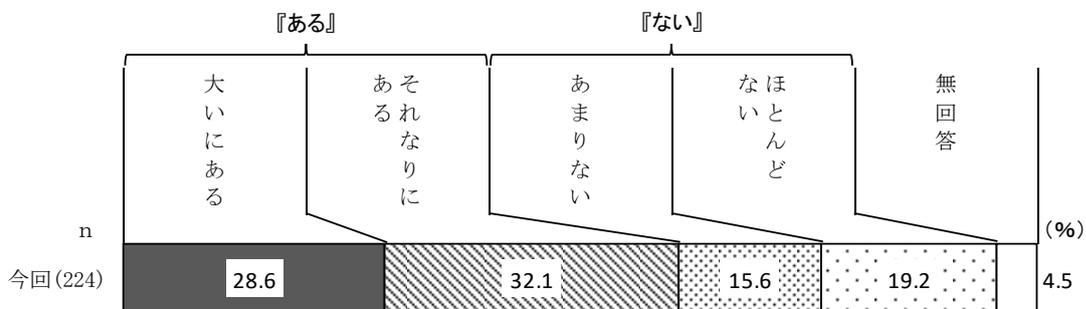 『ある』
『ない』
大いにある
それなりに
ある
あまりない
ほとんど
ない
無回答
n
(%)
今回(224)
28.6
32.1
15.6
19.2
4.5